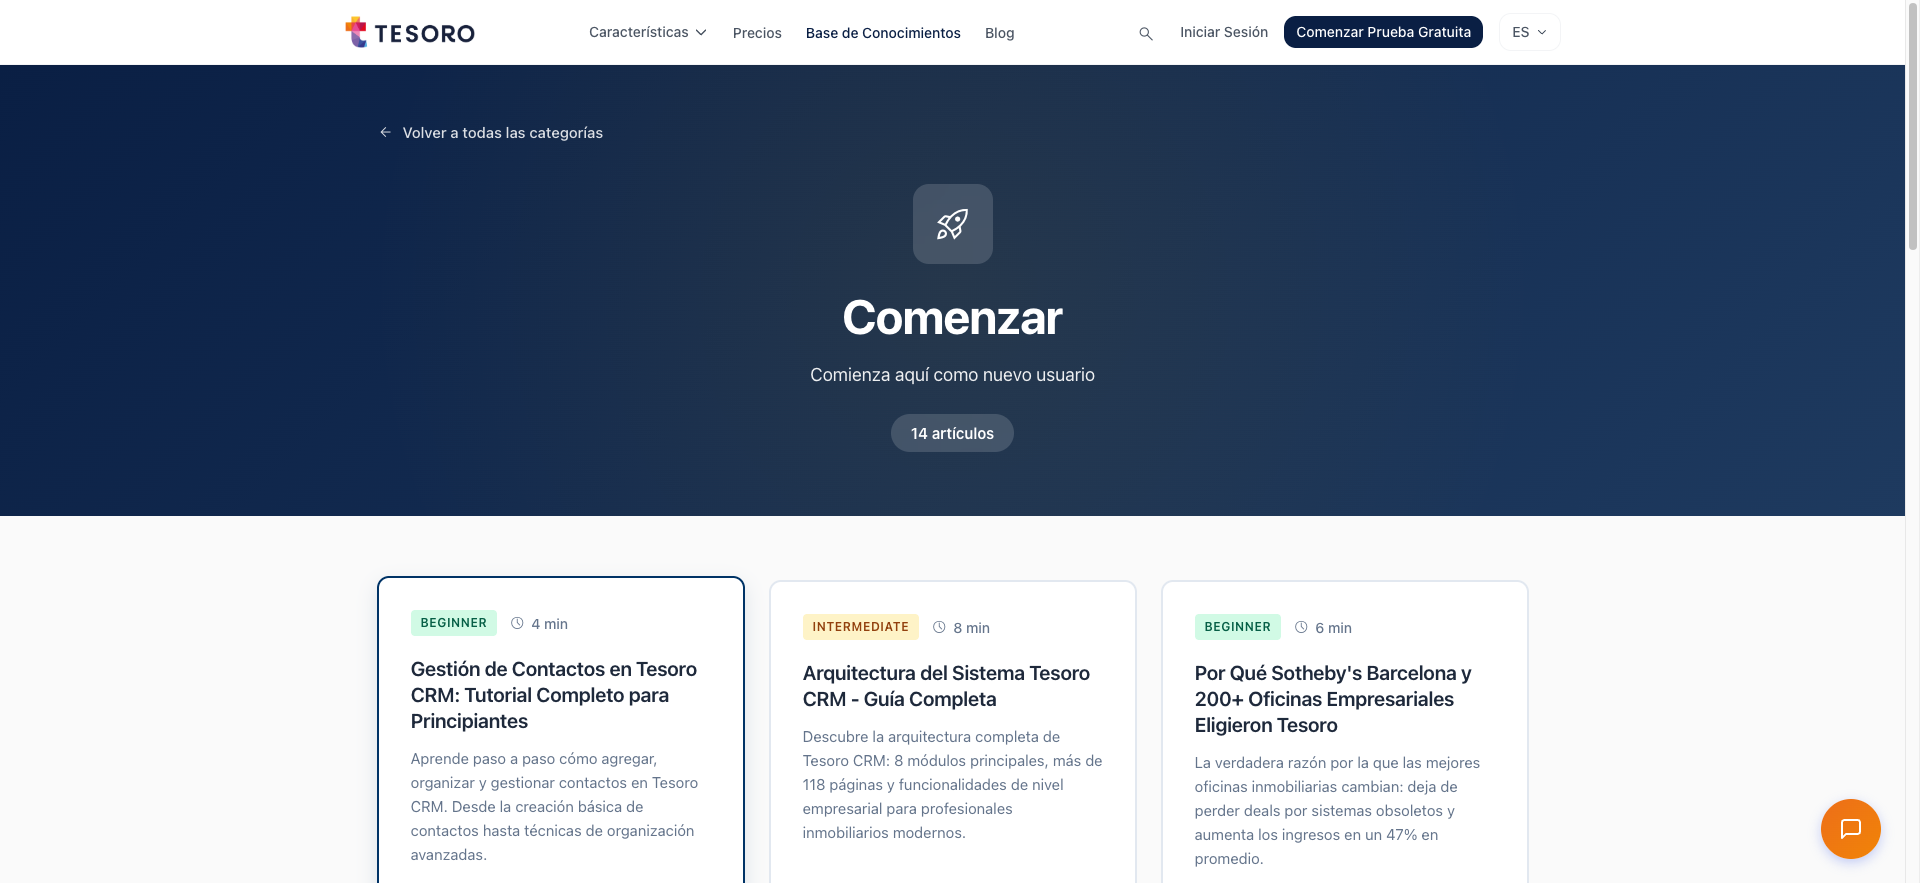 TESORO
Características
Precios
Base de Conocimientos
Blog
Iniciar Sesión
Comenzar Prueba Gratuita
ES
Volver a todas las categorías
Comenzar
Comienza aquí como nuevo usuario
14 artículos
BEGINNER
4 min
Gestión de Contactos en Tesoro
CRM: Tutorial Completo para
Principiantes
Aprende paso a paso cómo agregar,
organizar y gestionar contactos en Tesoro
CRM. Desde la creación básica de
contactos hasta técnicas de organización
avanzadas.
INTERMEDIATE
8 min
Arquitectura del Sistema Tesoro
CRM - Guía Completa
Descubre la arquitectura completa de
Tesoro CRM: 8 módulos principales, más de
118 páginas y funcionalidades de nivel
empresarial para profesionales
inmobiliarios modernos.
BEGINNER
6 min
Por Qué Sotheby's Barcelona y
200+ Oficinas Empresariales
Eligieron Tesoro
La verdadera razón por la que las mejores
oficinas inmobiliarias cambian: deja de
perder deals por sistemas obsoletos y
aumenta los ingresos en un 47% en
promedio.